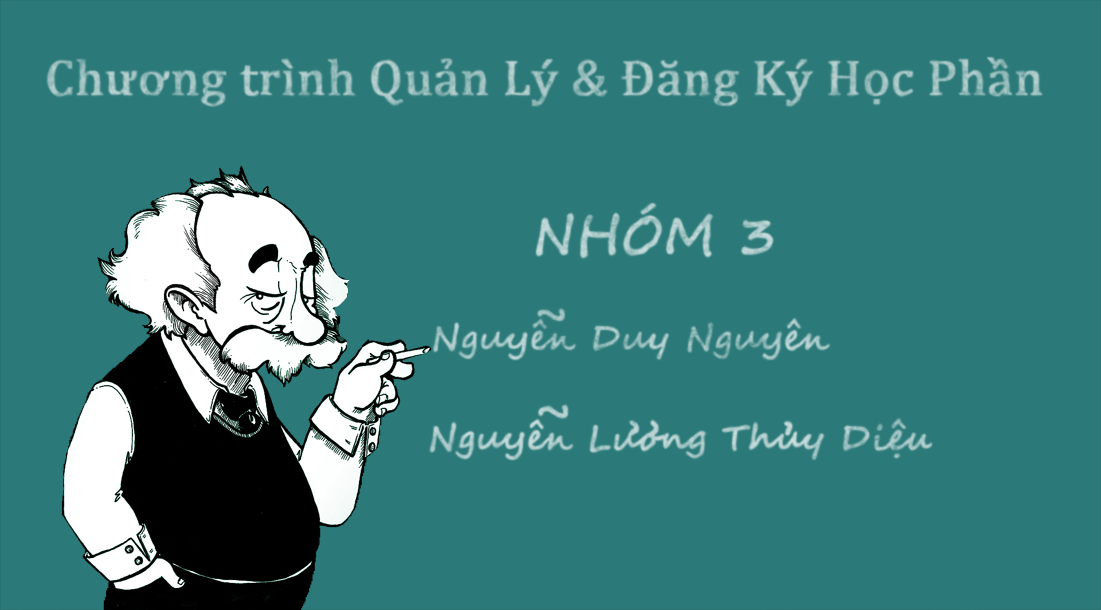 Chương trình Quản Lý & Đăng Ký Học Phần
NHÓM 3
Nguyễn Duy Nguyên
Nguyễn Lương Thủy Diệu